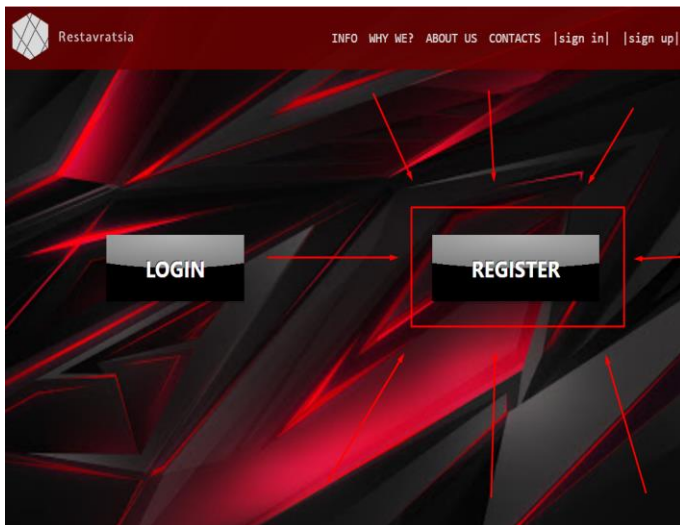 Restavratsia
INFO WHY WE? ABOUT US CONTACTS |sign in| |sign up|
LOGIN
REGISTER